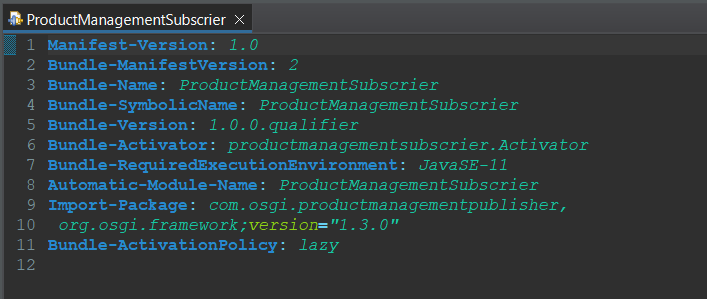 ProductManagementSubscrier
1 Manifest-Version: 1.0
2 Bundle-ManifestVersion: 2
3 Bundle-Name: ProductManagementSubscrier
4 Bundle-SymbolicName: ProductManagementSubscrier
5 Bundle-Version: 1.0.0.qualifier
6 Bundle-Activator: productmanagementsubscrier.Activator
7 Bundle-RequiredExecutionEnvironment: JavaSE-11
8 Automatic-Module-Name: ProductManagementSubscrier
9 Import-Package: com.osgi.productmanagementpublisher,
10  org.osgi.framework;version="1.3.0"
11 Bundle-ActivationPolicy: lazy
12